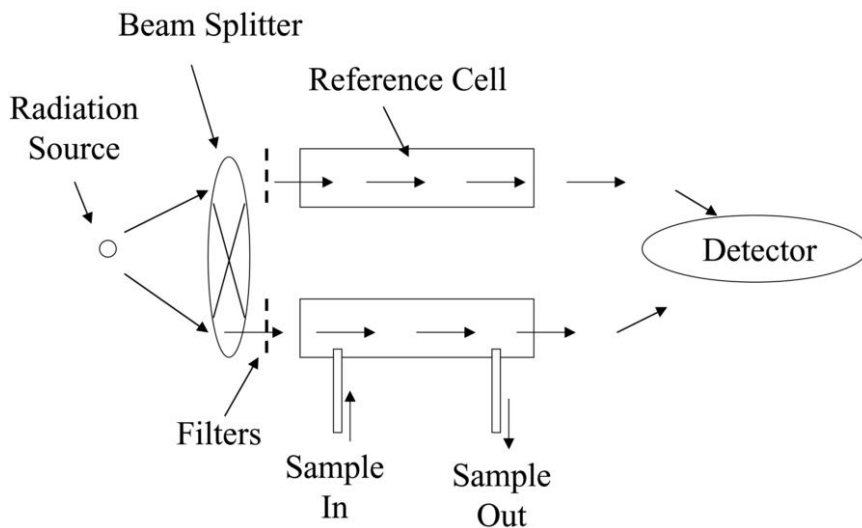 Beam Splitter
Reference Cell
Radiation
Source
Detector
Filters
Sample
In
Sample
Out